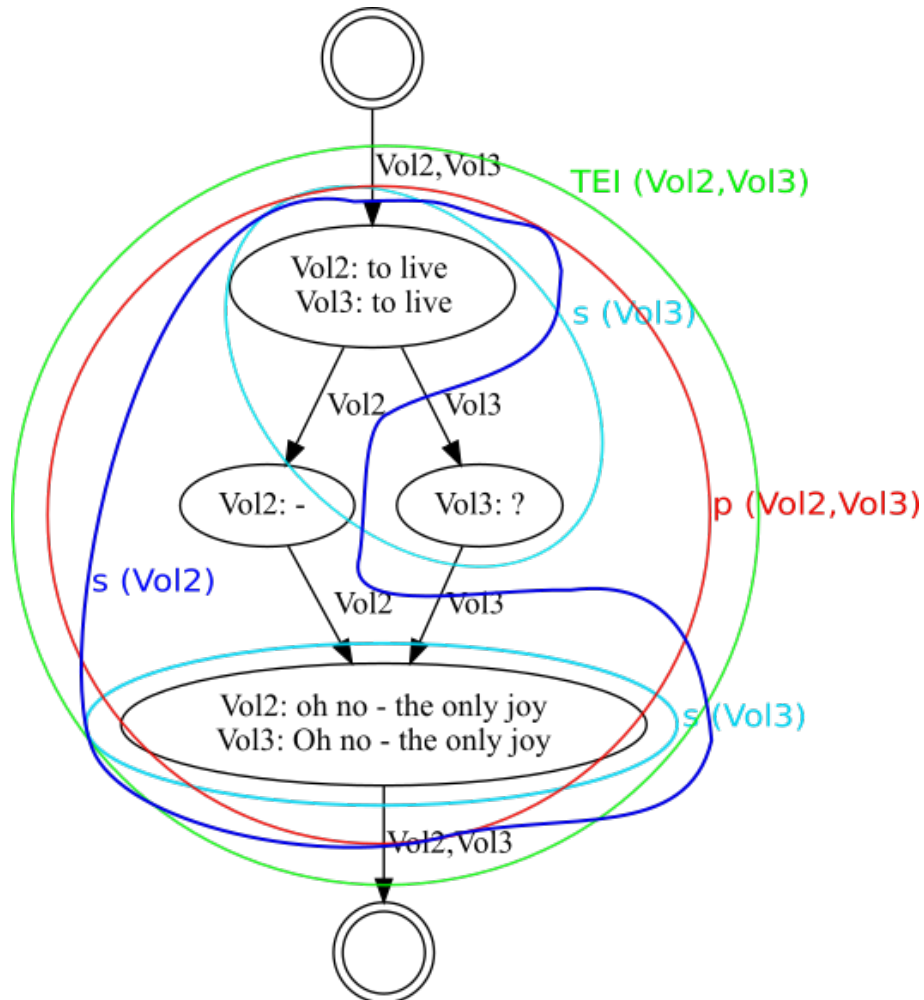 Vol2,Vol3
TEI (Vol2,Vol3)
Vol2: to live
Vol3: to live
s (Vol3)
Vol2
Vol3
Vol2: -
Vol3: ?
p (Vol2,Vol3)
s (Vol2)
Vol2
Vol3
Vol2: oh no - the only joy
Vol3: Oh no - the only joy
s (Vol3)
Vol2,Vol3